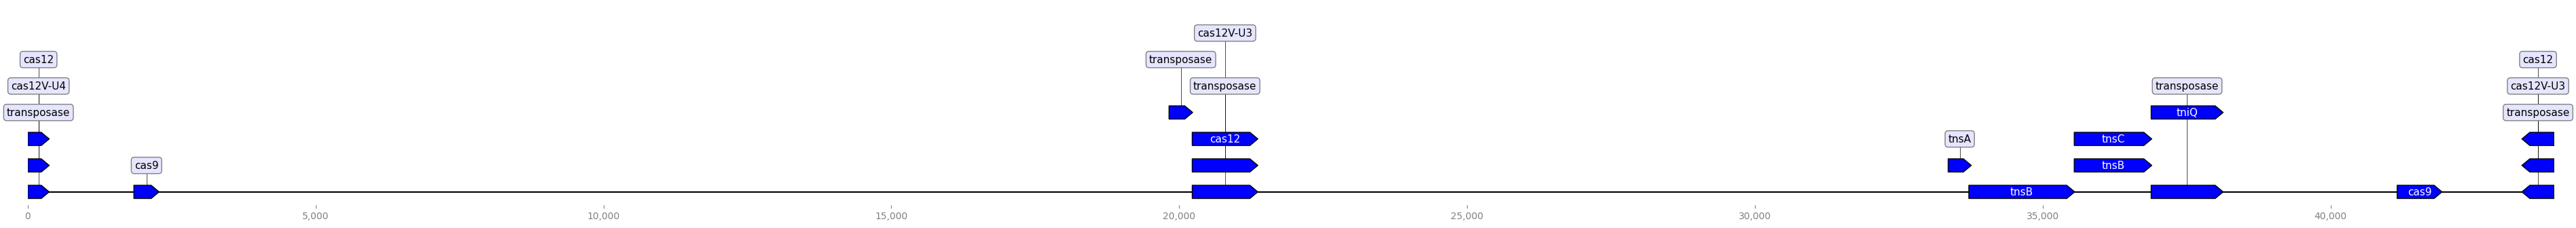 cas12V-U3
cas12
transposase
cas12
cas12V-U4
transposase
transposase
cas12V-U3
transposase
tniQ
transposase
cas12
tnsA
tnsC
cas9
tnsB
tnsB
cas9
0
5,000
10,000
15,000
20,000
25,000
30,000
35,000
40,000